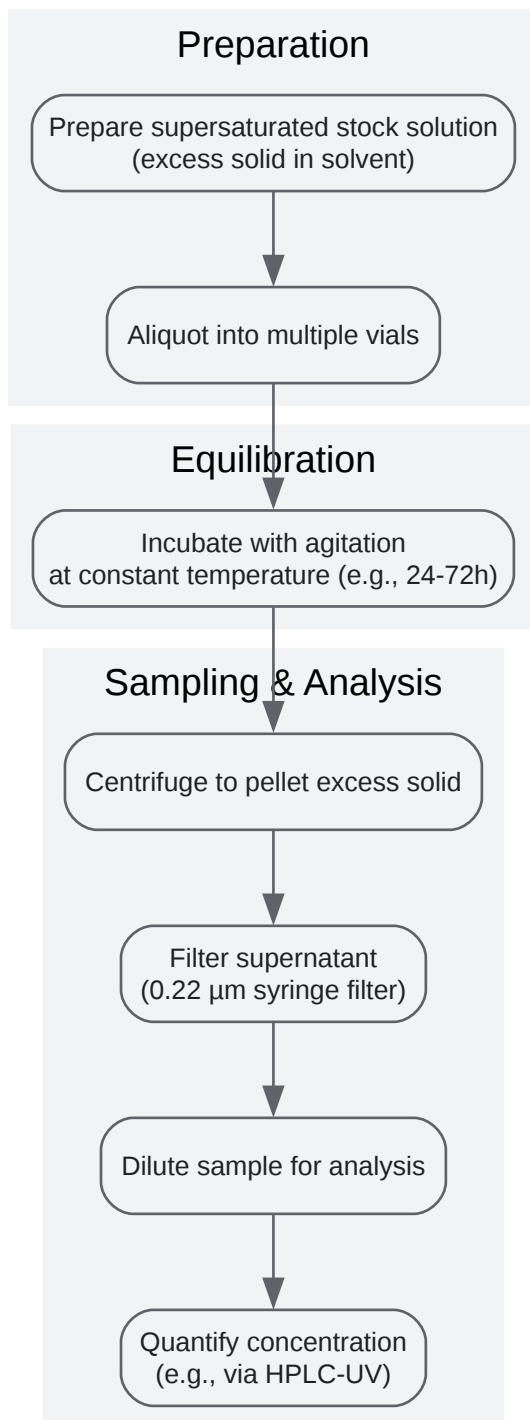 Preparation
Prepare supersaturated stock solution
(excess solid in solvent)
Aliquot into multiple vials
Equilibration
Incubate with agitation
at constant temperature (e.g., 24-72h)
Sampling & Analysis
Centrifuge to pellet excess solid
Filter supernatant
(0.22 µm syringe filter)
Dilute sample for analysis
Quantify concentration
(e.g., via HPLC-UV)